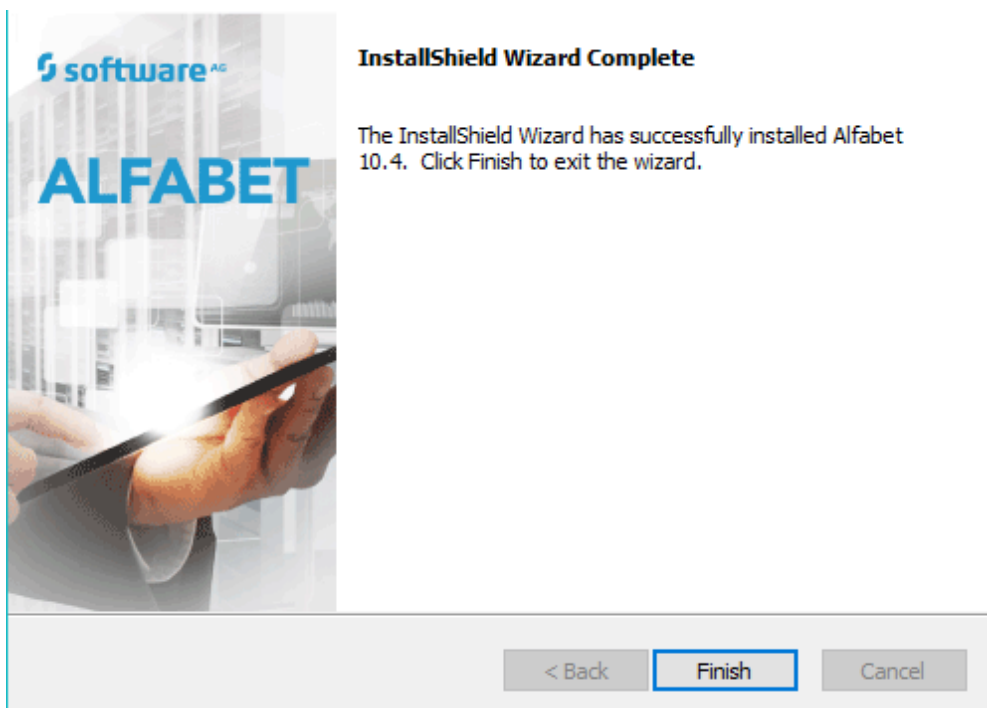 software AG
ALFABET
InstallShield Wizard Complete
The InstallShield Wizard has successfully installed Alfabet
10.4. Click Finish to exit the wizard.
< Back
Finish
Cancel